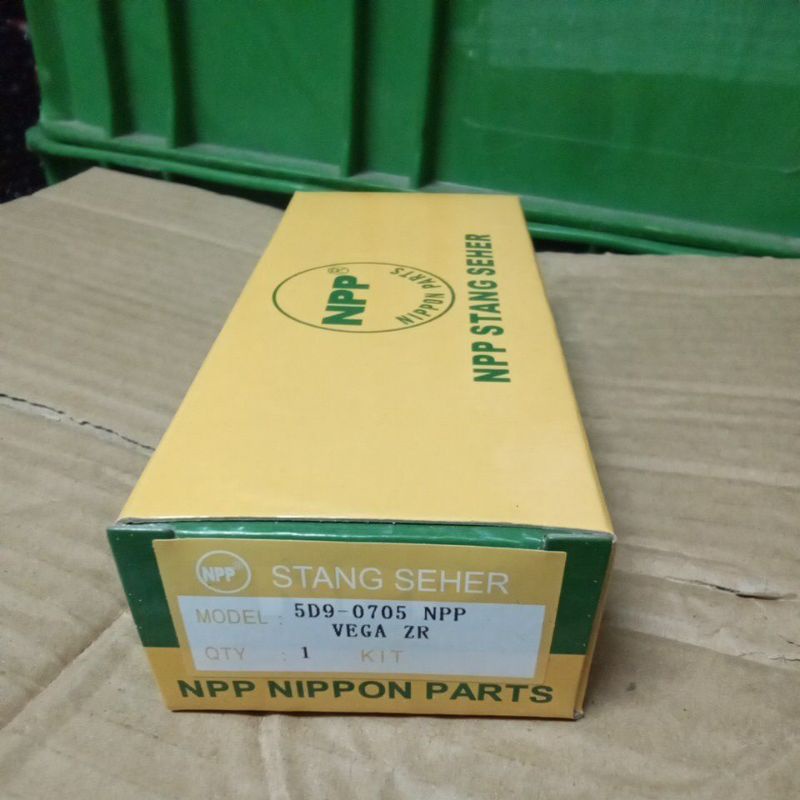 NPP®
NIPPON PARTS
NPP STANG SEHER
NPP® STANG SEHER
MODEL : 5D9-0705 NPP
VEGA ZR
QTY : 1 KIT
NPP NIPPON PARTS